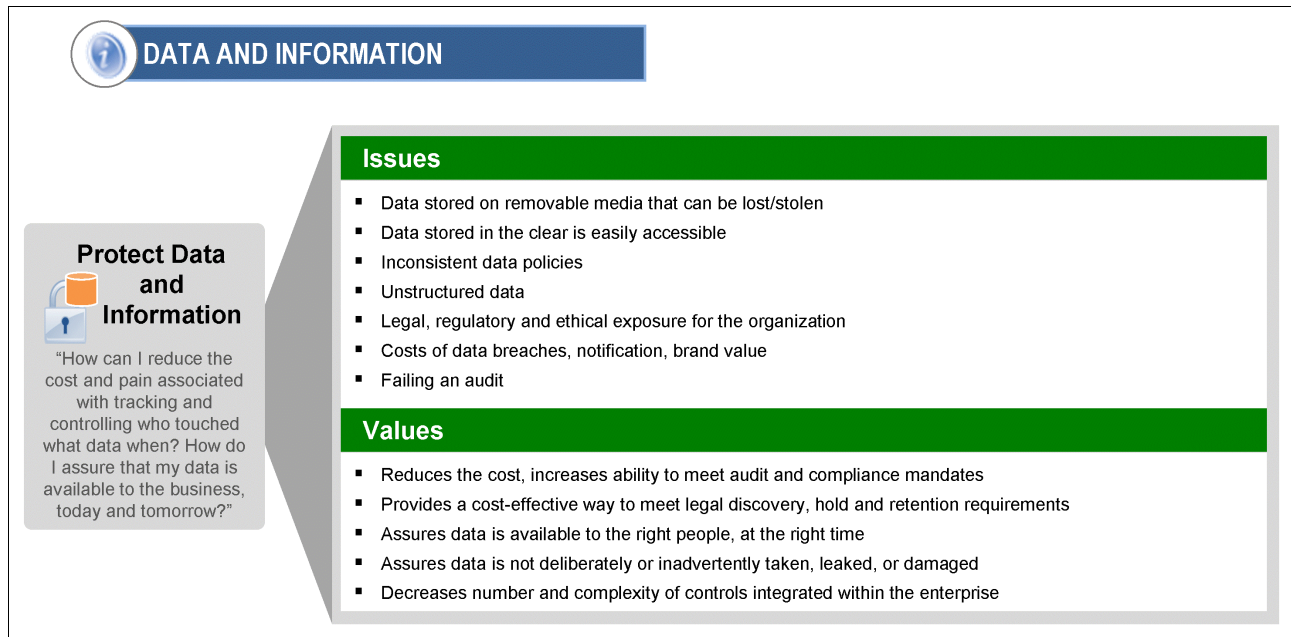 DATA AND INFORMATION
Protect Data
and
Information
“How can I reduce the
cost and pain associated
with tracking and
controlling who touched
what data when? How do
I assure that my data is
available to the business,
today and tomorrow?”
Issues
▪ Data stored on removable media that can be lost/stolen
▪ Data stored in the clear is easily accessible
▪ Inconsistent data policies
▪ Unstructured data
▪ Legal, regulatory and ethical exposure for the organization
▪ Costs of data breaches, notification, brand value
▪ Failing an audit
Values
▪ Reduces the cost, increases ability to meet audit and compliance mandates
▪ Provides a cost-effective way to meet legal discovery, hold and retention requirements
▪ Assures data is available to the right people, at the right time
▪ Assures data is not deliberately or inadvertently taken, leaked, or damaged
▪ Decreases number and complexity of controls integrated within the enterprise